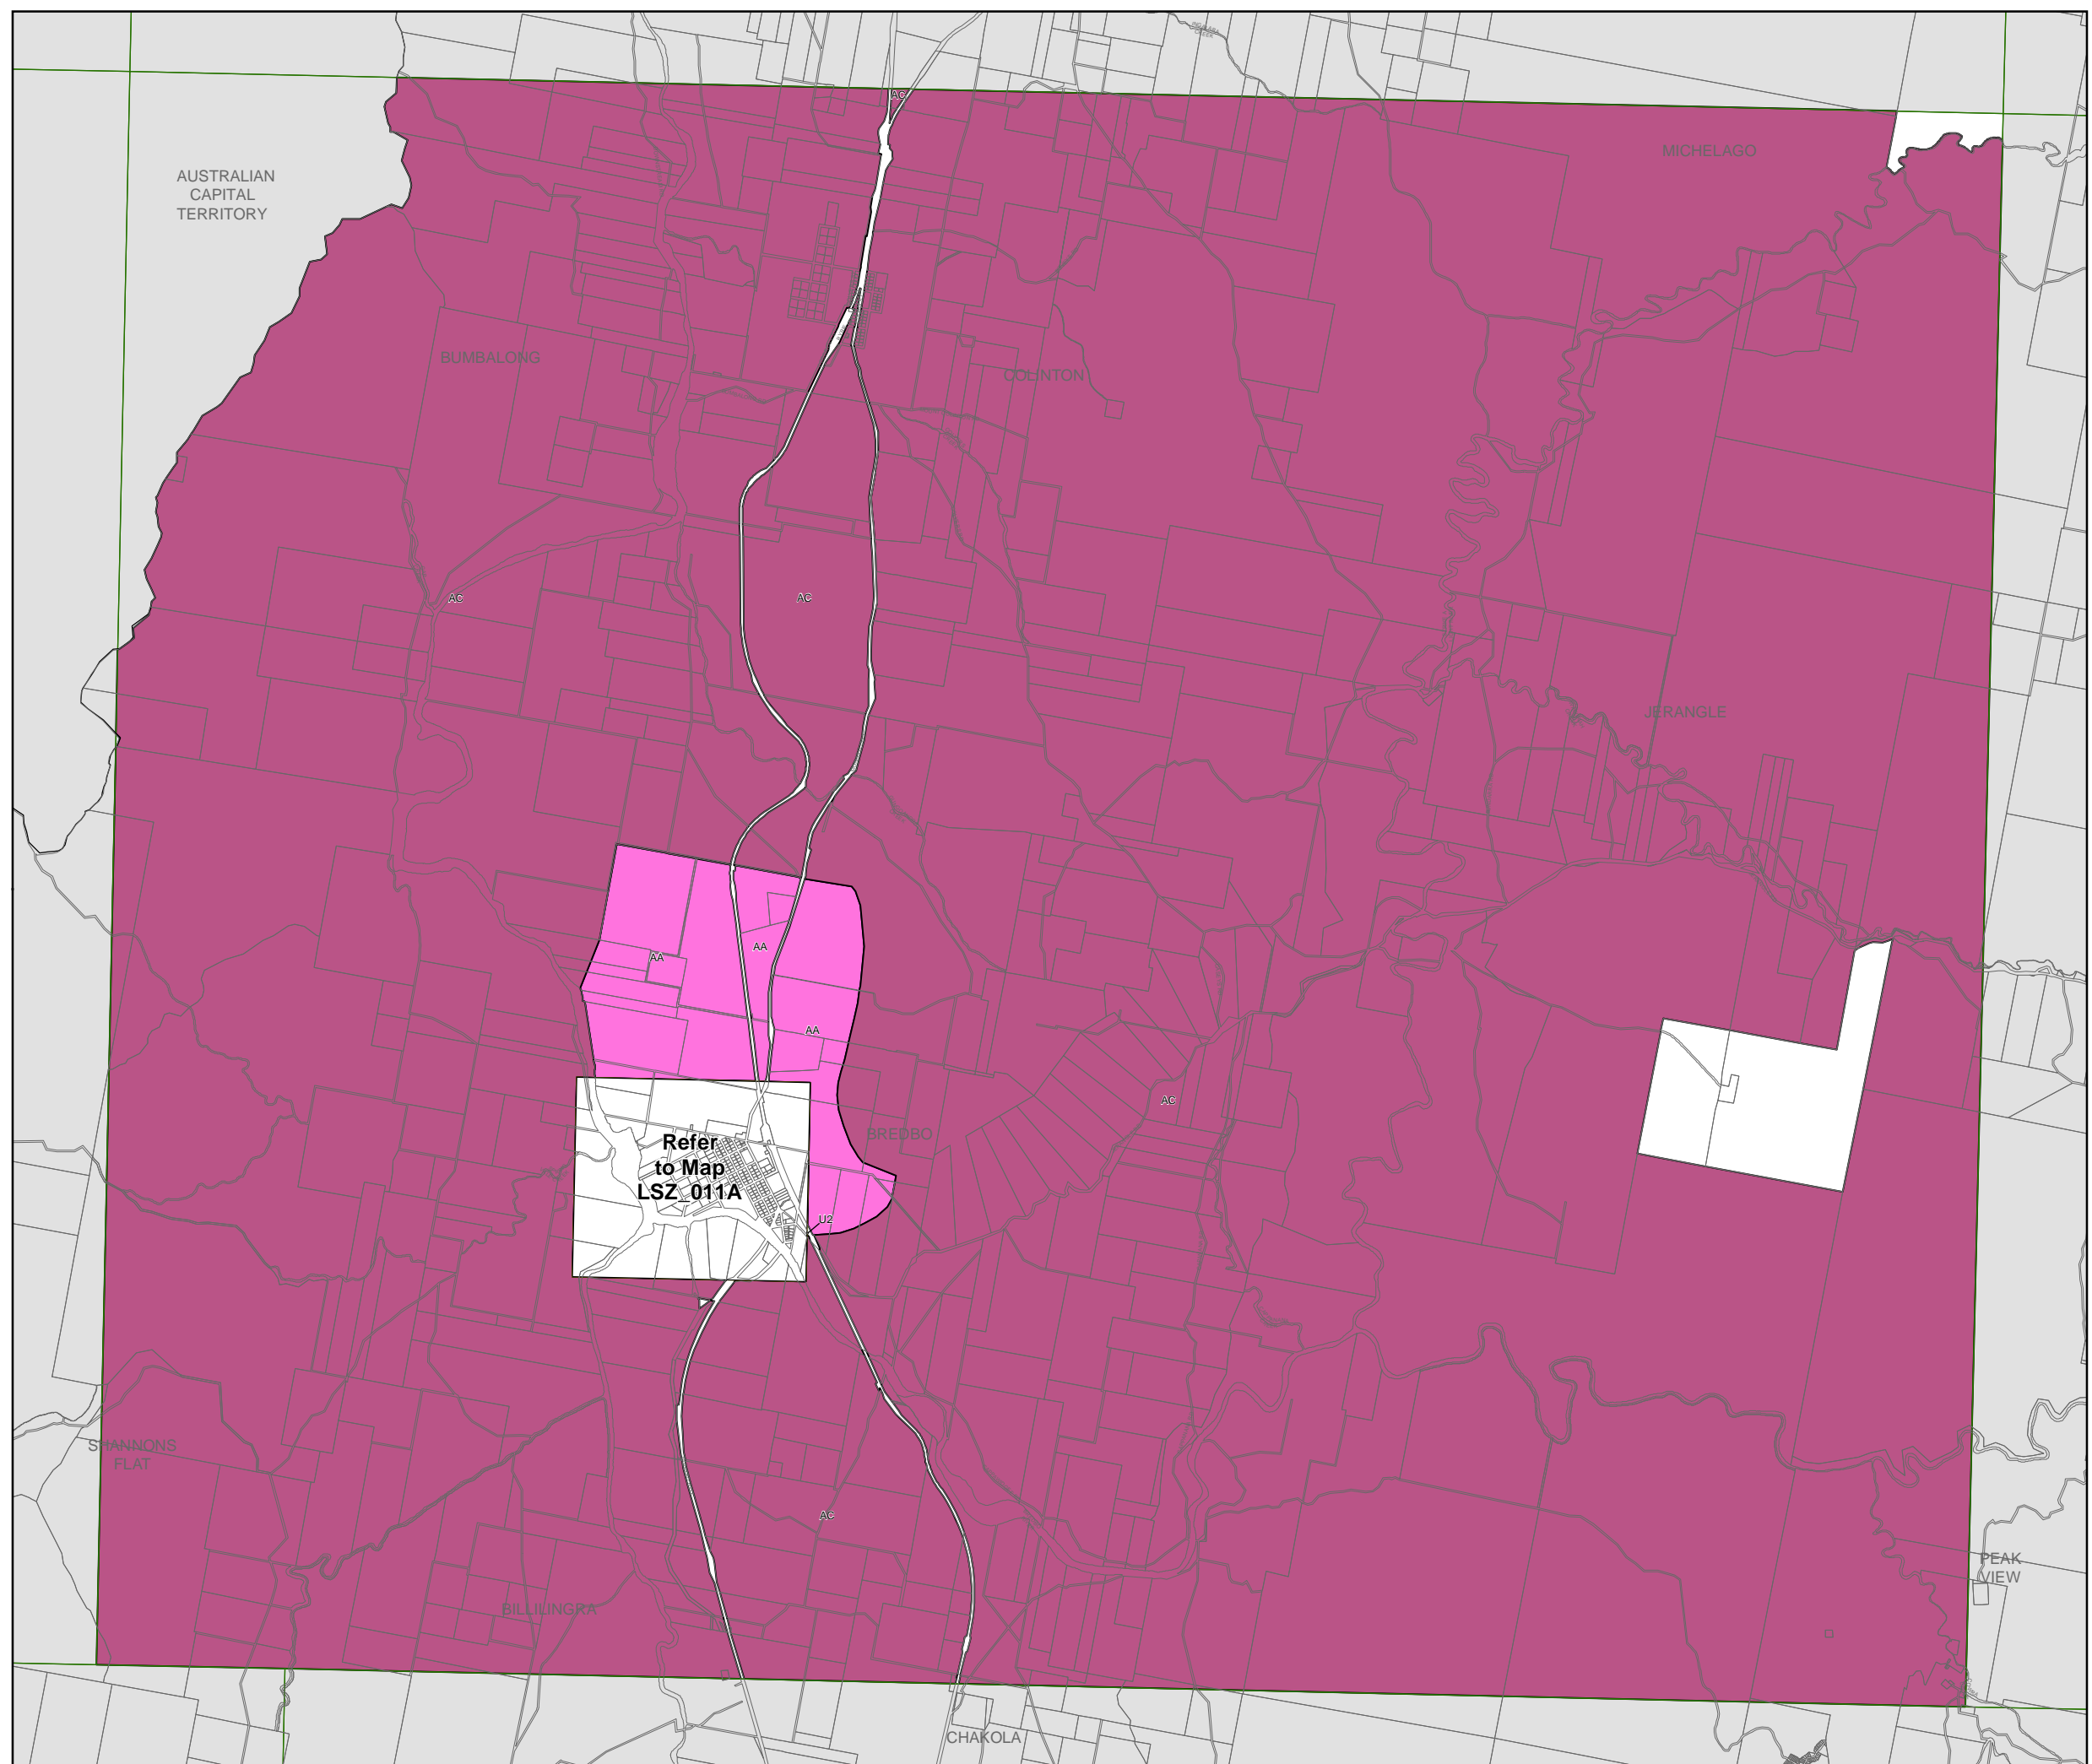 AC
MICHELAGO
AUSTRALIAN
CAPITAL
TERRITORY
BUMBALONG
COLINTON
AC
AC
JERANGLE
AA
AA
AA
AC
BREDBO
Refer
to Map
LSZ_011A
U2
SHANNONS
FLAT
AC
PEAK
VIEW
BILLILINGRA
CHAKOLA